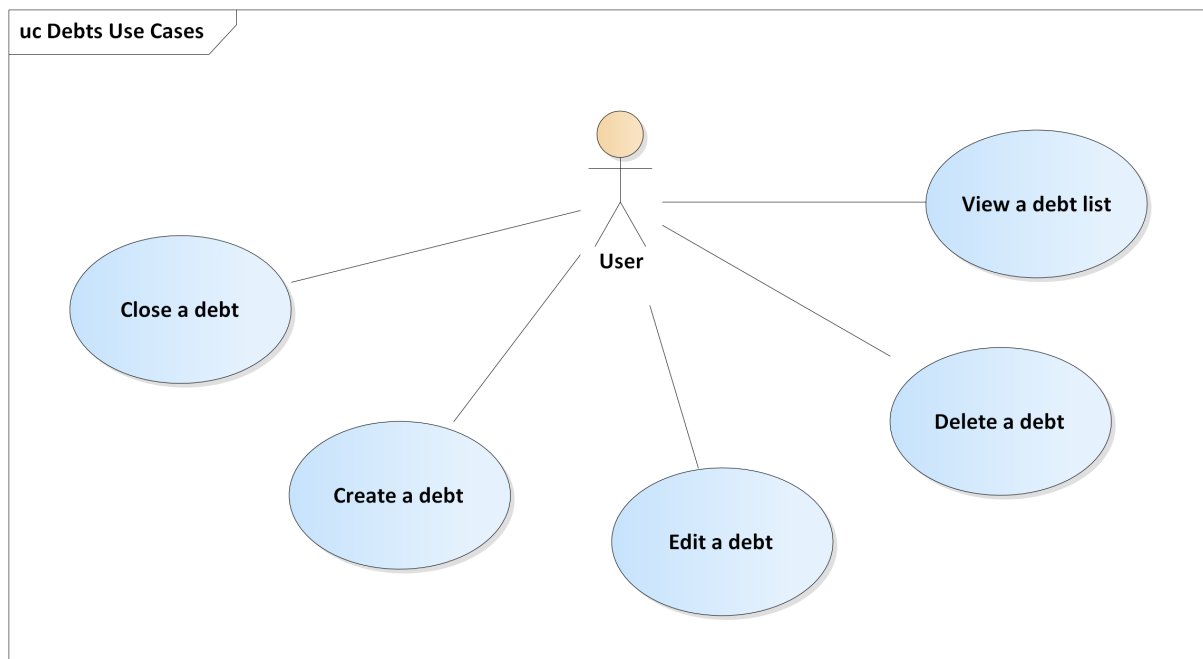 uc Debts Use Cases
View a debt list
User
Close a debt
Delete a debt
Create a debt
Edit a debt